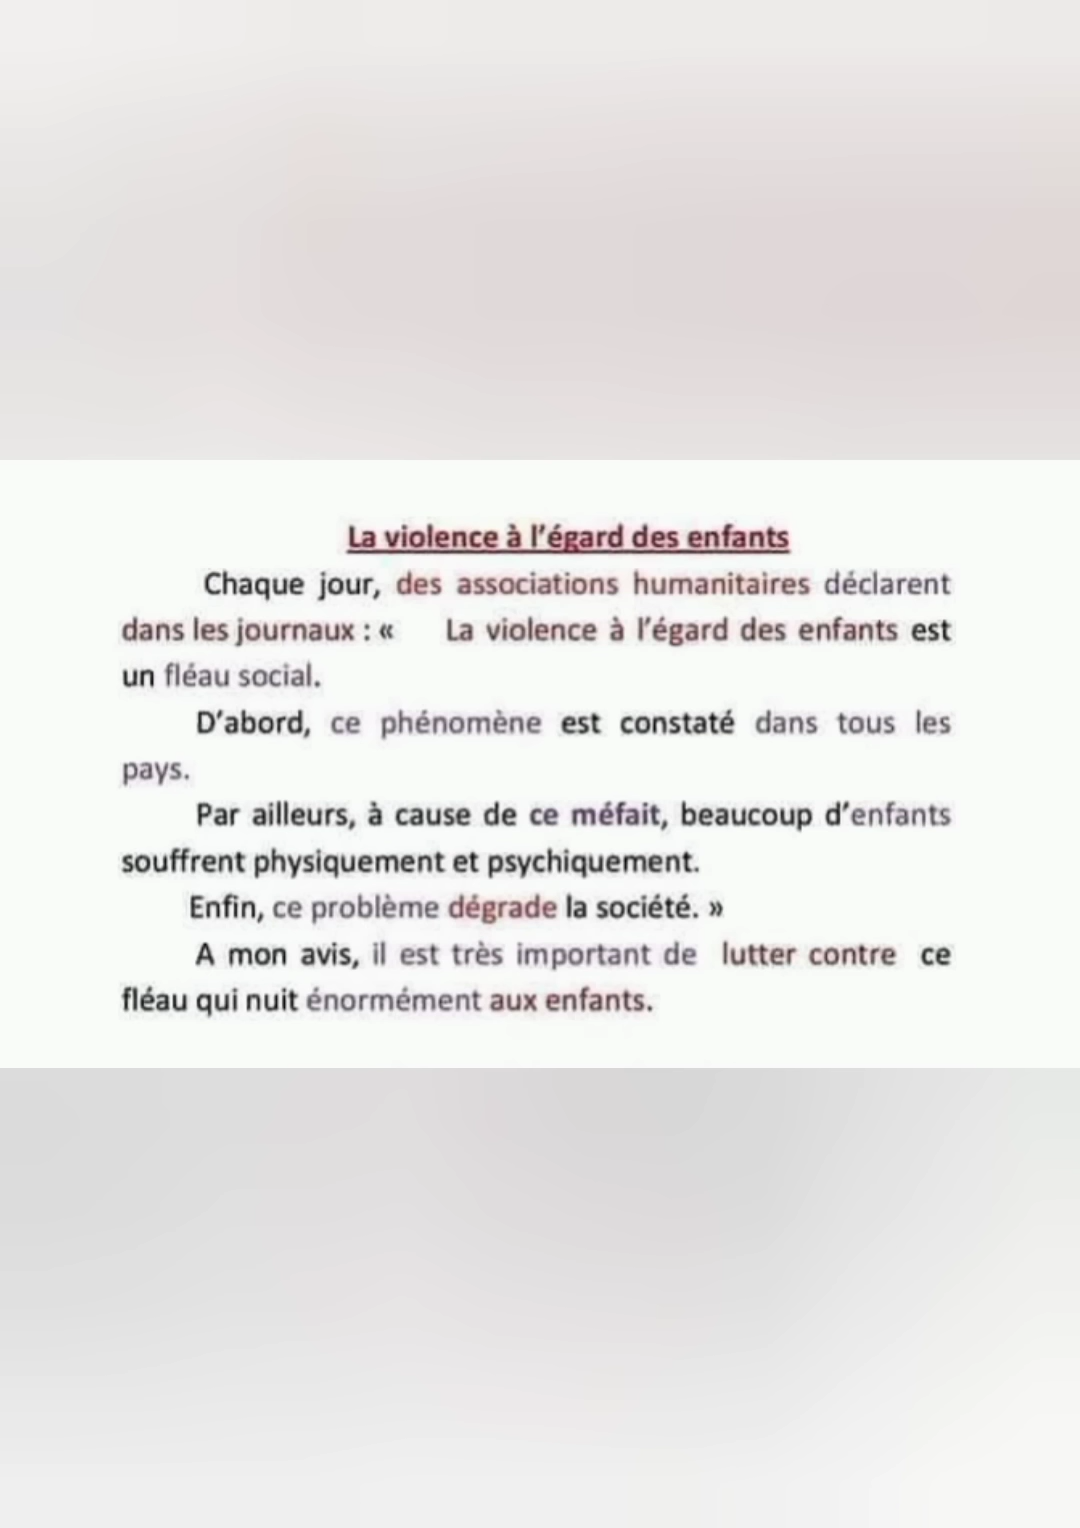 La violence à l'égard des enfants
Chaque jour, des associations humanitaires déclarent
dans les journaux : « La violence à l'égard des enfants est
un fléau social.
D'abord, ce phénomène est constaté dans tous les
pays.
Par ailleurs, à cause de ce méfait, beaucoup d'enfants
souffrent physiquement et psychiquement.
Enfin, ce problème dégrade la société. »
A mon avis, il est très important de lutter contre ce
fléau qui nuit énormément aux enfants.